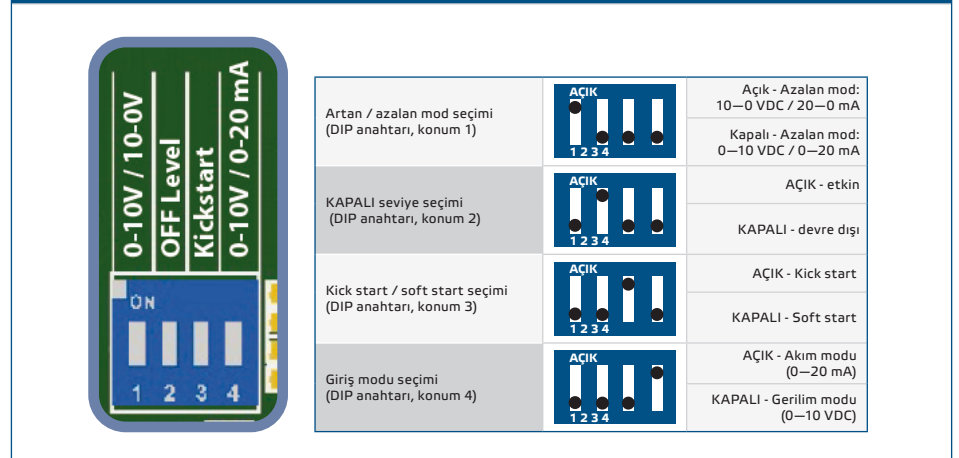 0-10V / 10-0V
OFF Level
Kickstart
0-10V / 0-20 mA
ON
1 2 3 4
Artan / azalan mod seçimi
(DIP anahtarı, konum 1)
AÇIK
1 2 3 4
Açık - Azalan mod:
10—0 VDC / 20—0 mA
Kapalı - Azalan mod:
0—10 VDC / 0—20 mA
KAPALI seviye seçimi
(DIP anahtarı, konum 2)
AÇIK
1 2 3 4
AÇIK - etkin
KAPALI - devre dışı
Kick start / soft start seçimi
(DIP anahtarı, konum 3)
AÇIK
1 2 3 4
AÇIK - Kick start
KAPALI - Soft start
Giriş modu seçimi
(DIP anahtarı, konum 4)
AÇIK
1 2 3 4
AÇIK - Akım modu
(0—20 mA)
KAPALI - Gerilim modu
(0—10 VDC)